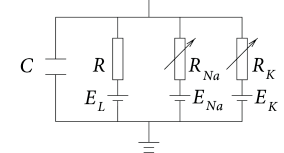 C R R_Na R_K
E_L E_Na E_K